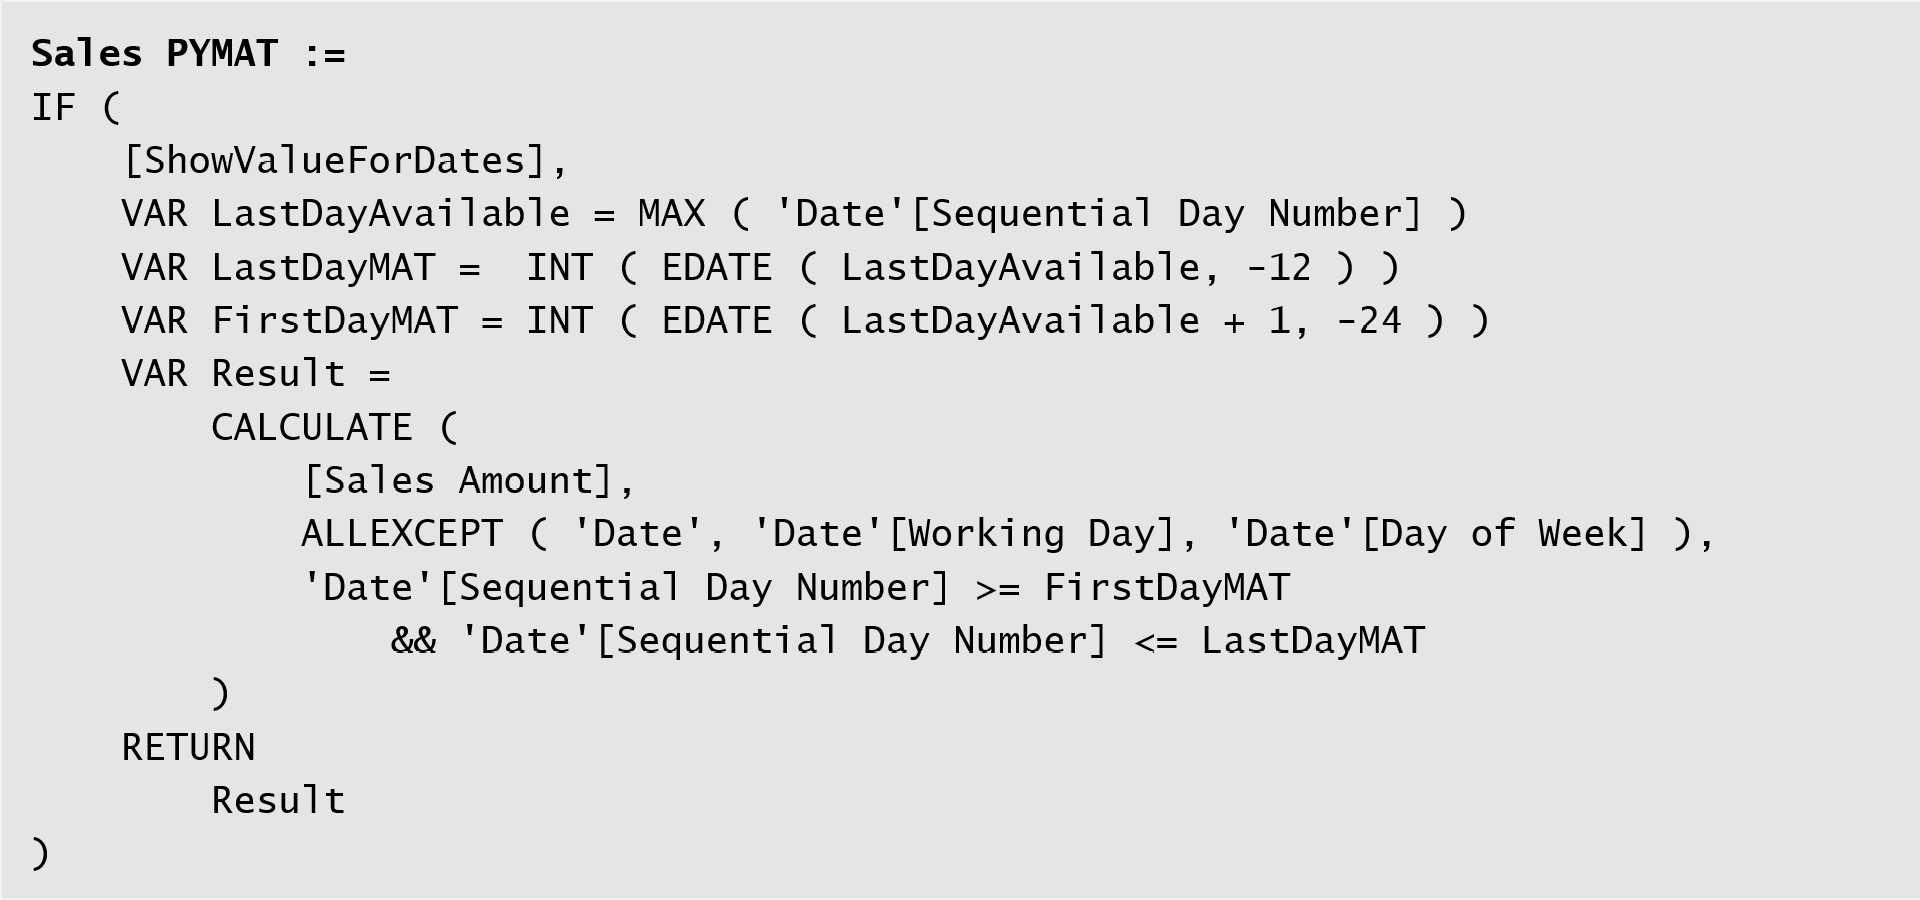 Sales PYMAT :=
IF (
    [ShowValueForDates],
    VAR LastDayAvailable = MAX ( 'Date'[Sequential Day Number] )
    VAR LastDayMAT =  INT ( EDATE ( LastDayAvailable, -12 ) )
    VAR FirstDayMAT = INT ( EDATE ( LastDayAvailable + 1, -24 ) )
    VAR Result =
        CALCULATE (
            [Sales Amount],
            ALLEXCEPT ( 'Date', 'Date'[Working Day], 'Date'[Day of Week] ),
            'Date'[Sequential Day Number] >= FirstDayMAT
                && 'Date'[Sequential Day Number] <= LastDayMAT
        )
    RETURN
        Result
)